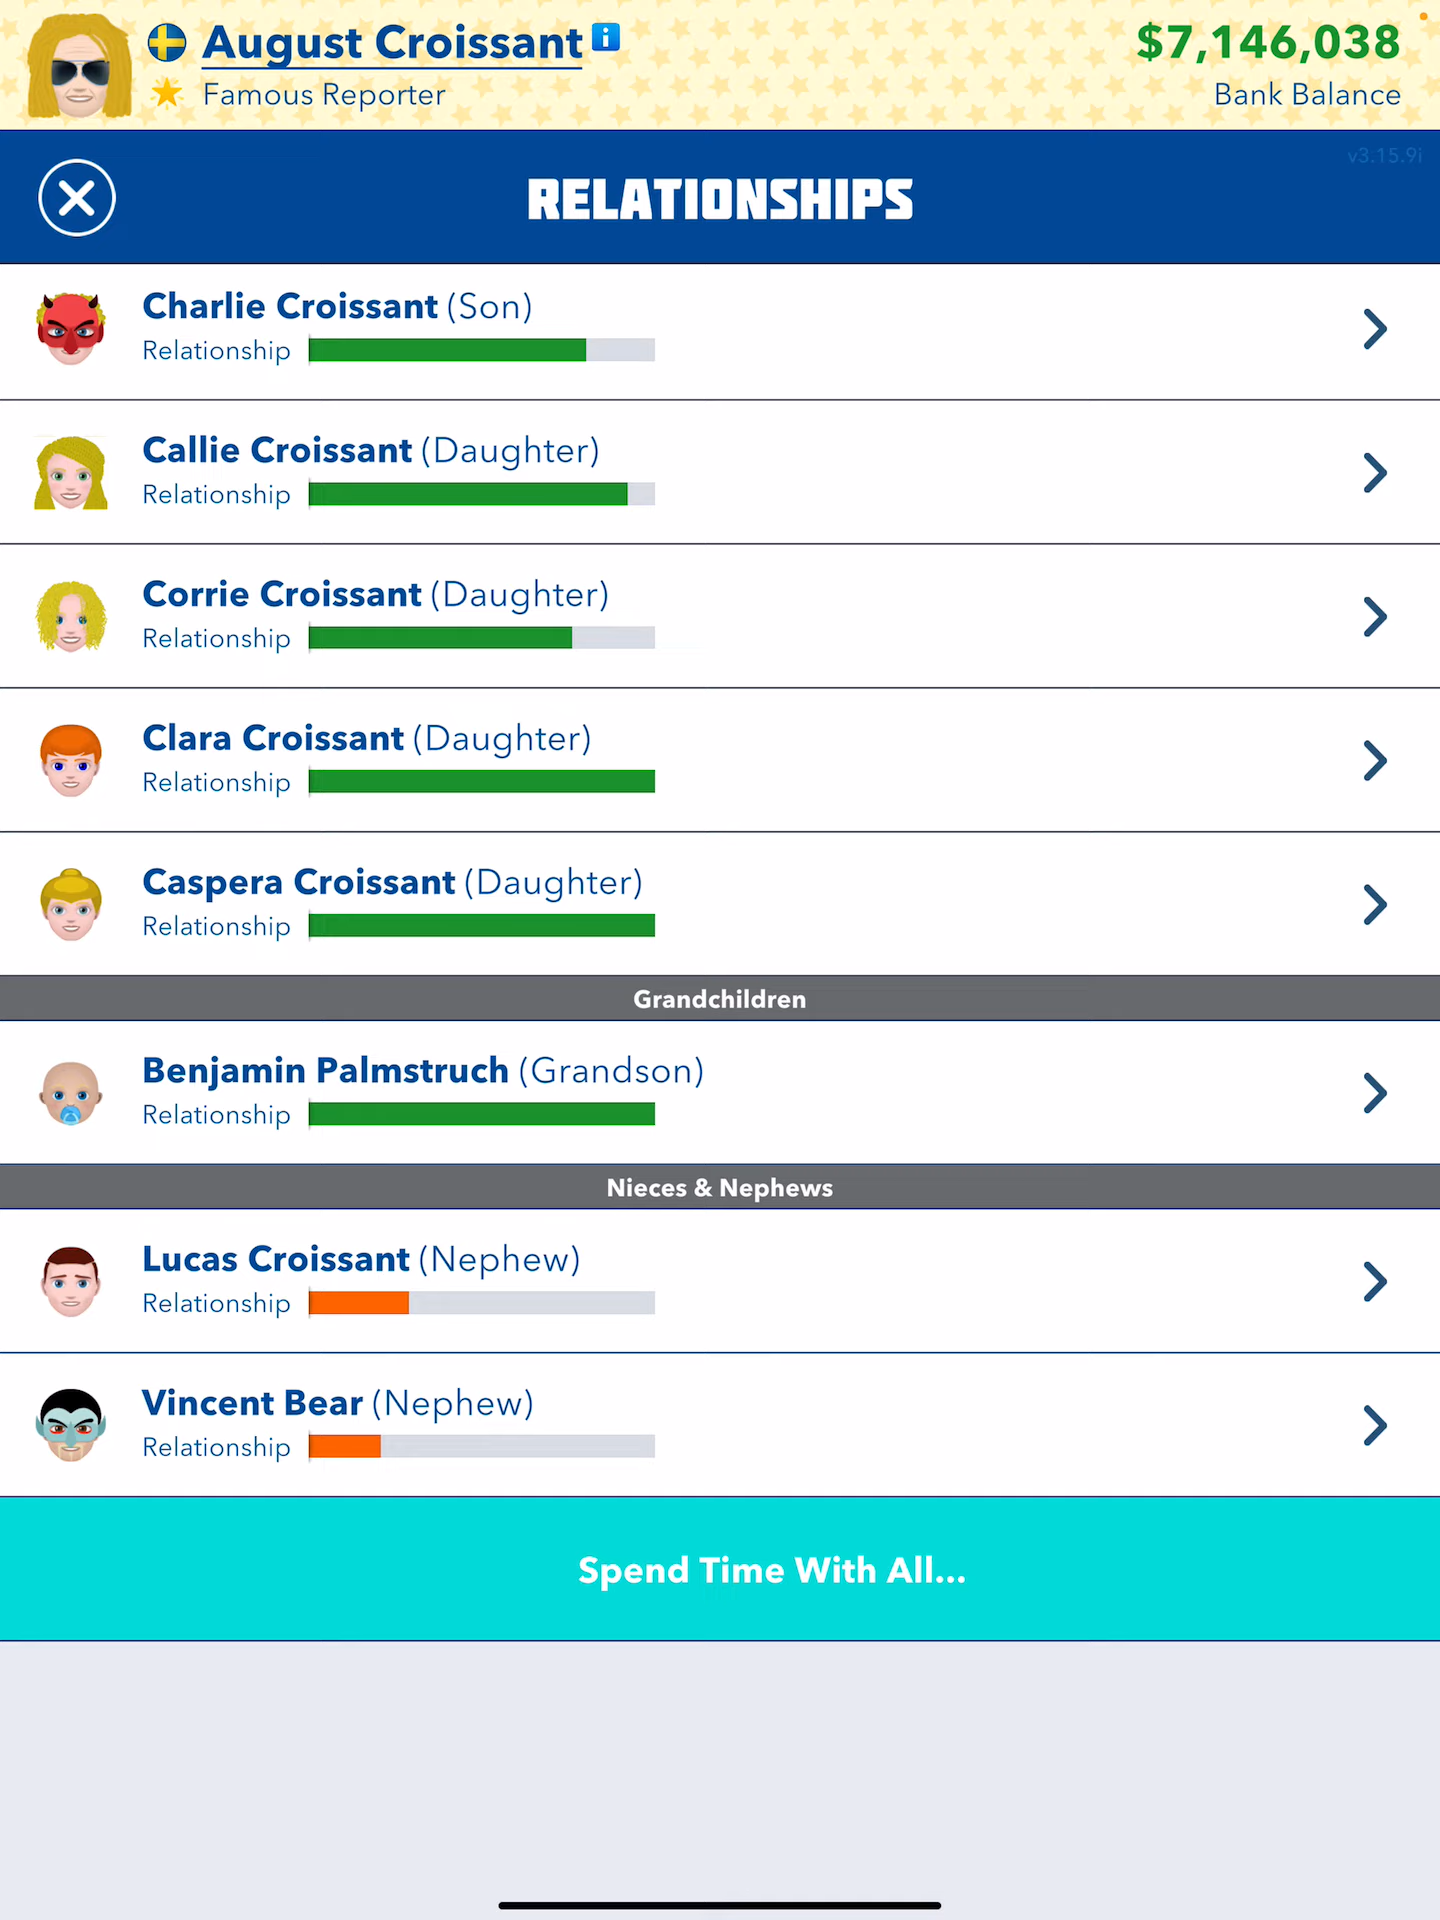 August Croissant i
$7,146,038
Famous Reporter
Bank Balance
v3.15.9i
RELATIONSHIPS
Charlie Croissant (Son)
Relationship
Callie Croissant (Daughter)
Relationship
Corrie Croissant (Daughter)
Relationship
Clara Croissant (Daughter)
Relationship
Caspera Croissant (Daughter)
Relationship
Grandchildren
Benjamin Palmstruch (Grandson)
Relationship
Nieces & Nephews
Lucas Croissant (Nephew)
Relationship
Vincent Bear (Nephew)
Relationship
Spend Time With All...